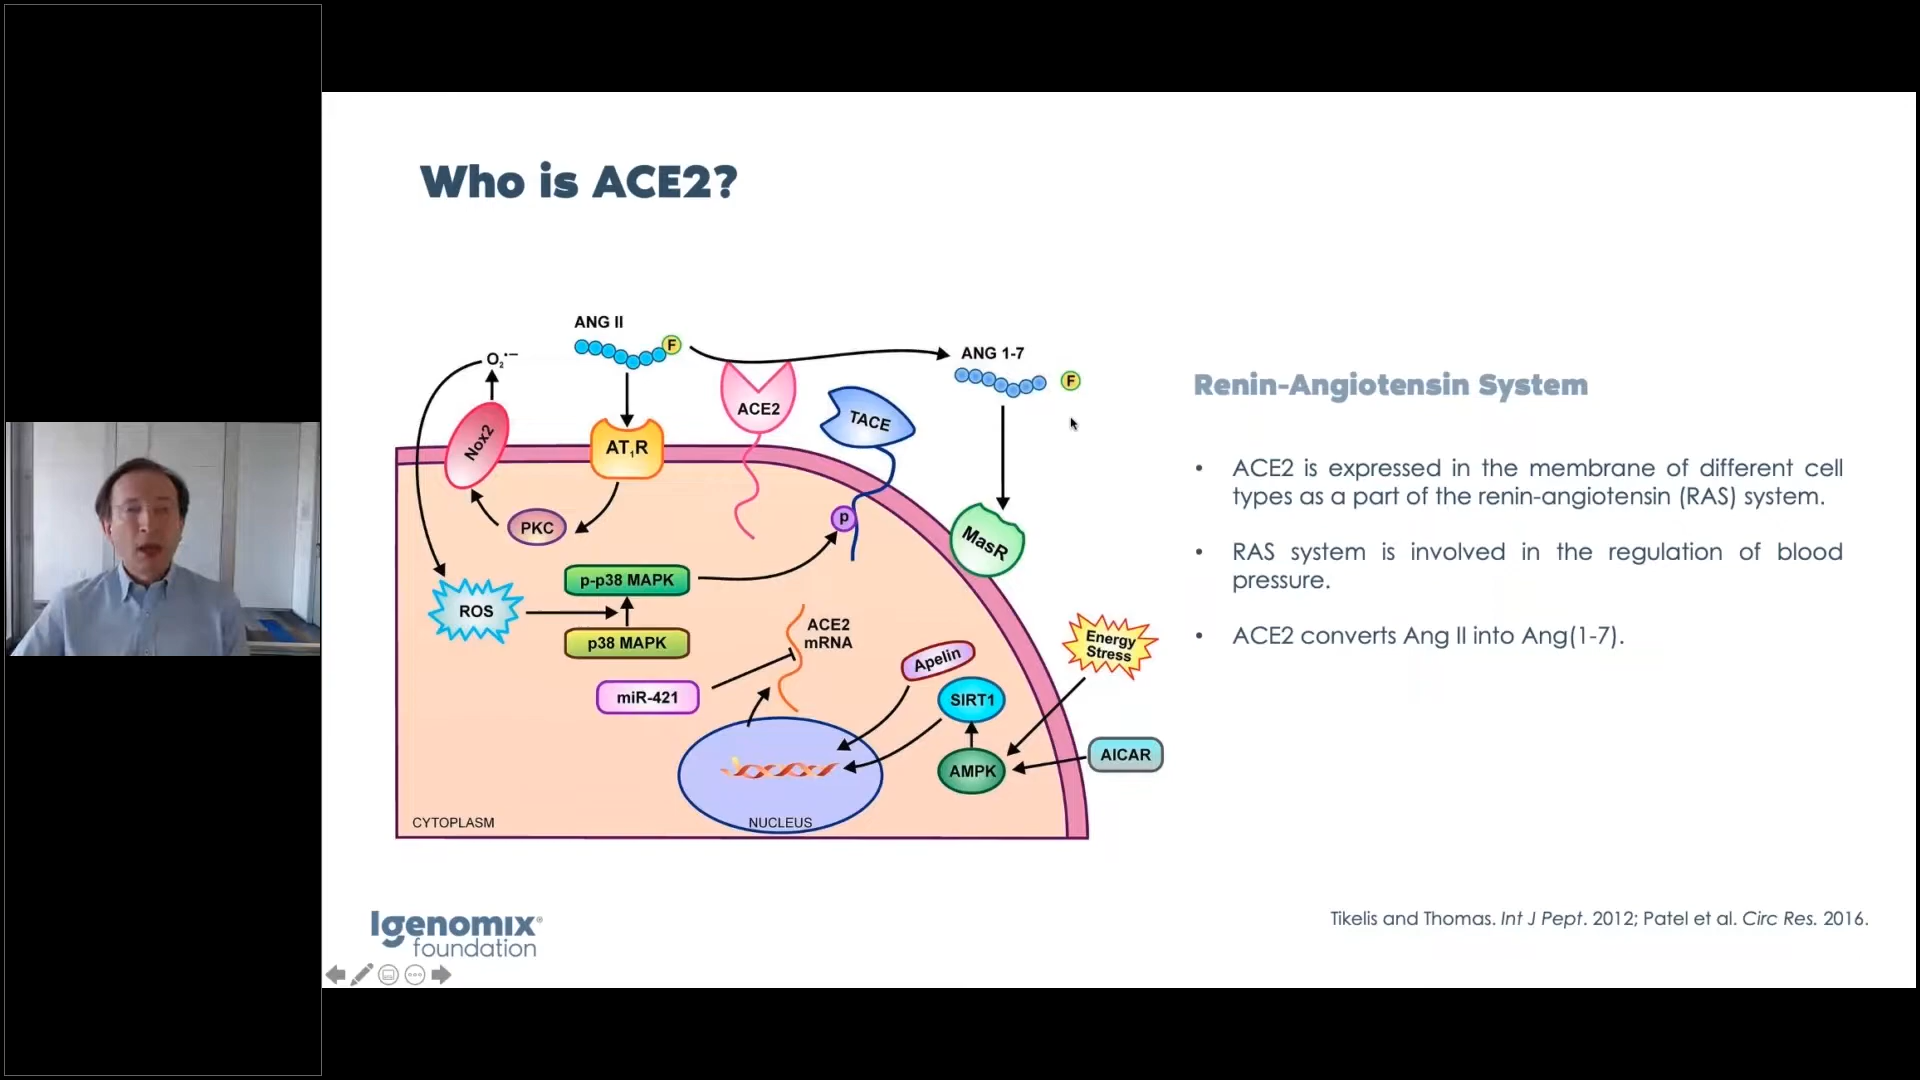 Who is ACE2?
ANG II
F
O₂•−
ANG 1-7
F
ACE2
TACE
Nox2
AT₁R
PKC
p
MasR
p-p38 MAPK
ROS
p38 MAPK
ACE2
mRNA
Energy
Stress
Apelin
miR-421
SIRT1
AICAR
AMPK
CYTOPLASM
NUCLEUS
Renin-Angiotensin System
• ACE2 is expressed in the membrane of different cell
types as a part of the renin-angiotensin (RAS) system.
• RAS system is involved in the regulation of blood
pressure.
• ACE2 converts Ang II into Ang(1-7).
Igenomix®
foundation
Tikelis and Thomas. Int J Pept. 2012; Patel et al. Circ Res. 2016.